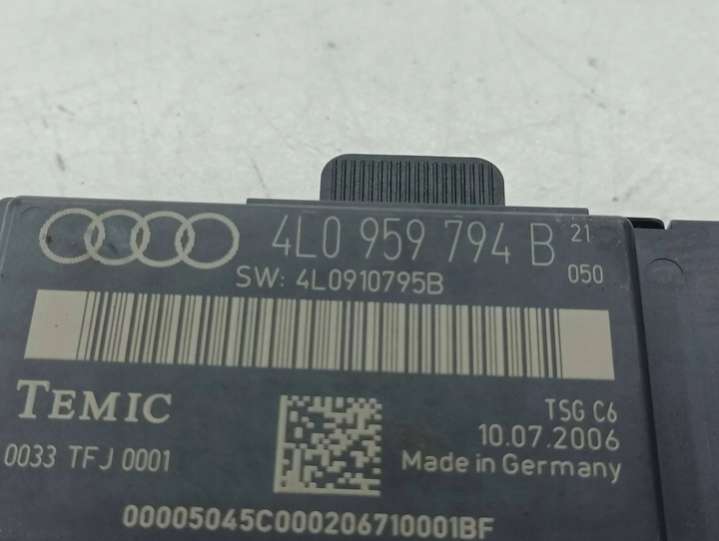 4L0 959 794 B 21
050
SW: 4L0910795B
TEMIC
TSG C6
10.07.2006
0033 TFJ 0001
Made in Germany
00005045C000206710001BF